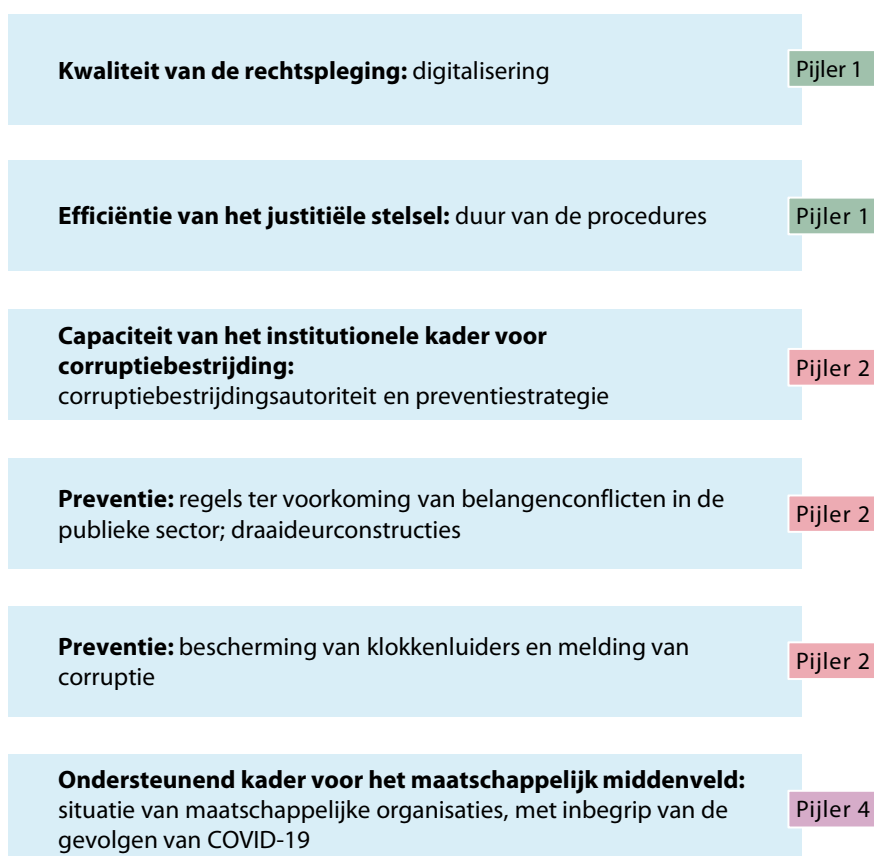 Kwaliteit van de rechtspleging: digitalisering
Pijler 1
Efficiëntie van het justitiële stelsel: duur van de procedures
Pijler 1
Capaciteit van het institutionele kader voor
corruptiebestrijding:
corruptiebestrijdingsautoriteit en preventiestrategie
Pijler 2
Preventie: regels ter voorkoming van belangenconflicten in de
publieke sector; draaideurconstructies
Pijler 2
Preventie: bescherming van klokkenluiders en melding van
corruptie
Pijler 2
Ondersteunend kader voor het maatschappelijk middenveld:
situatie van maatschappelijke organisaties, met inbegrip van de
gevolgen van COVID-19
Pijler 4